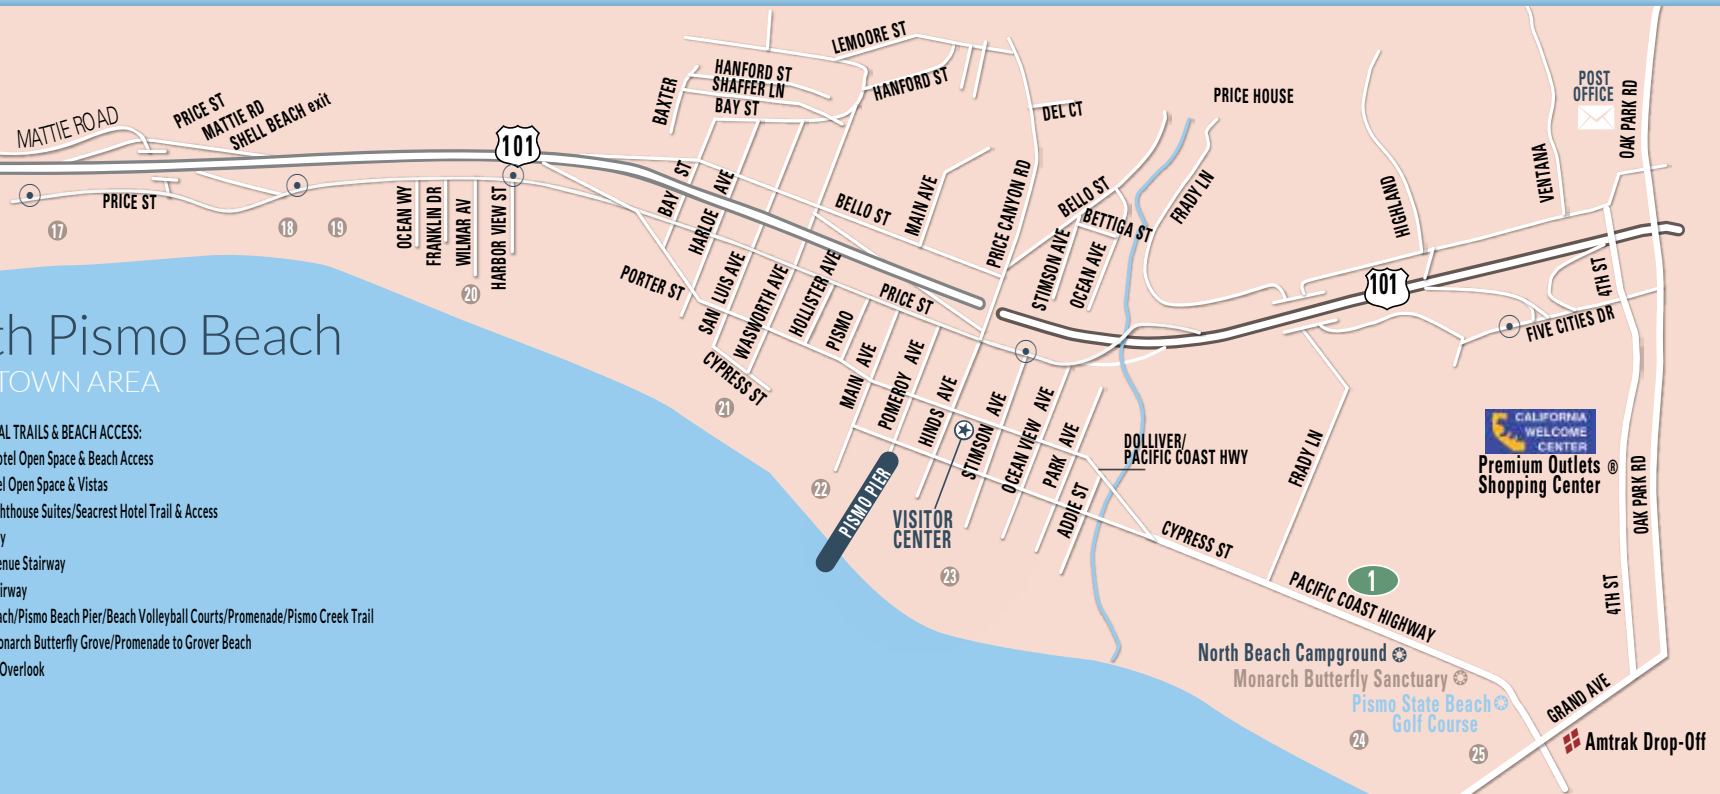 LEMOORE ST
HANFORD ST
SHAFFER LN
BAY ST
HANFORD ST
BAXTER
DEL CT
PRICE HOUSE
POST
OFFICE
OAK PARK RD
MATTIE ROAD
PRICE ST
MATTIE RD
SHELL BEACH exit
101
PRICE ST
17
18
19
OCEAN WY
FRANKLIN DR
WILMAR AV
HARBOR VIEW ST
20
BAY ST
HARLOE AVE
BELLO ST
MAIN AVE
PRICE CANYON RD
BELLO ST
BETTIGA ST
FRADY LN
HIGHLAND
VENTANA
STIMSON AVE
OCEAN AVE
PORTER ST
SAN LUIS AVE
WASWORTH AVE
HOLLISTER AVE
PISMO
PRICE ST
101
4TH ST
FIVE CITIES DR
ch Pismo Beach
TOWN AREA
CYPRESS ST
21
MAIN AVE
POMEROY AVE
HINDS AVE
STIMSON AVE
OCEAN VIEW AVE
PARK AVE
ADDIE ST
DOLLIVER/
PACIFIC COAST HWY
FRADY LN
CALIFORNIA
WELCOME
CENTER
Premium Outlets ®
Shopping Center
OAK PARK RD
AL TRAILS & BEACH ACCESS:
otel Open Space & Beach Access
el Open Space & Vistas
hthouse Suites/Seacrest Hotel Trail & Access
y
enue Stairway
irway
ach/Pismo Beach Pier/Beach Volleyball Courts/Promenade/Pismo Creek Trail
onarch Butterfly Grove/Promenade to Grover Beach
Overlook
22
PISMO PIER
VISITOR
CENTER
23
CYPRESS ST
1
PACIFIC COAST HIGHWAY
4TH ST
North Beach Campground
Monarch Butterfly Sanctuary
Pismo State Beach
Golf Course
24
25
GRAND AVE
Amtrak Drop-Off